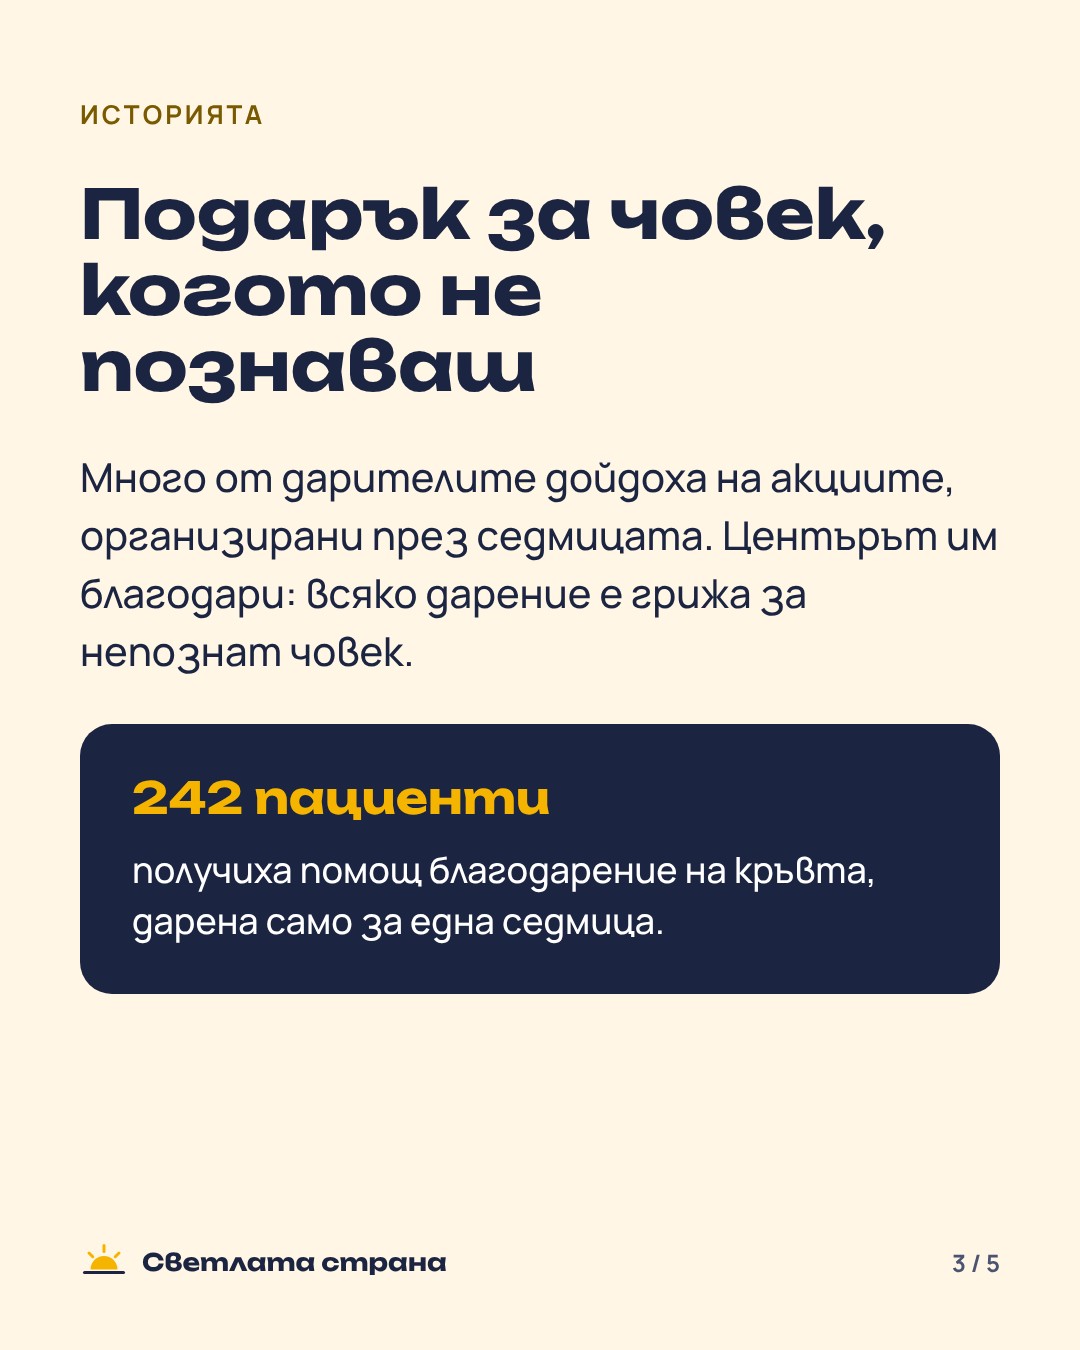 ИСТОРИЯТА
Подарък за човек,
когото не
познаваш
Много от дарителите дойдоха на акциите,
организирани през седмицата. Центърът им
благодари: всяко дарение е грижа за
непознат човек.
242 пациенти
получиха помощ благодарение на кръвта,
дарена само за една седмица.
Светлата страна
3 / 5